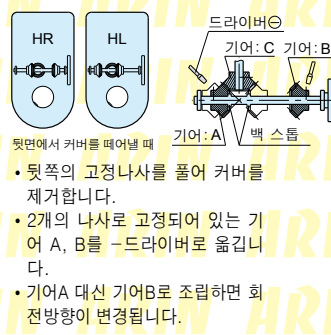 HR
HL
드라이버⊖
기어: C
기어: B
뒷면에서 커버를 떼어낼 때
기어: A
백 스톱
• 뒷쪽의 고정나사를 풀어 커버를
제거합니다.
• 2개의 나사로 고정되어 있는 기
어 A, B를 −드라이버로 옮깁니
다.
• 기어A 대신 기어B로 조립하면 회
전방향이 변경됩니다.